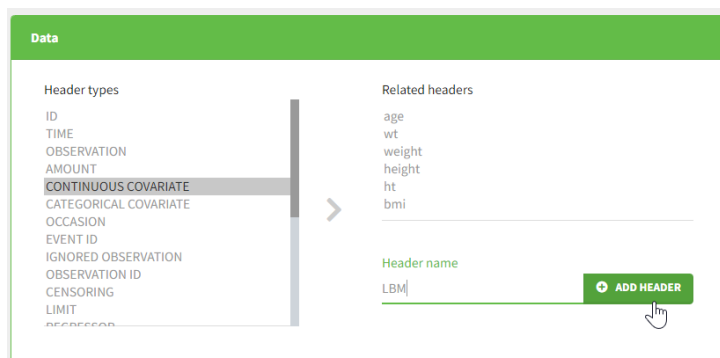 Data
Header types
ID
TIME
OBSERVATION
AMOUNT
CONTINUOUS COVARIATE
CATEGORICAL COVARIATE
OCCASION
EVENT ID
IGNORED OBSERVATION
OBSERVATION ID
CENSORING
LIMIT
REGRESSOR
Related headers
age
wt
weight
height
ht
bmi
Header name
LBM
ADD HEADER